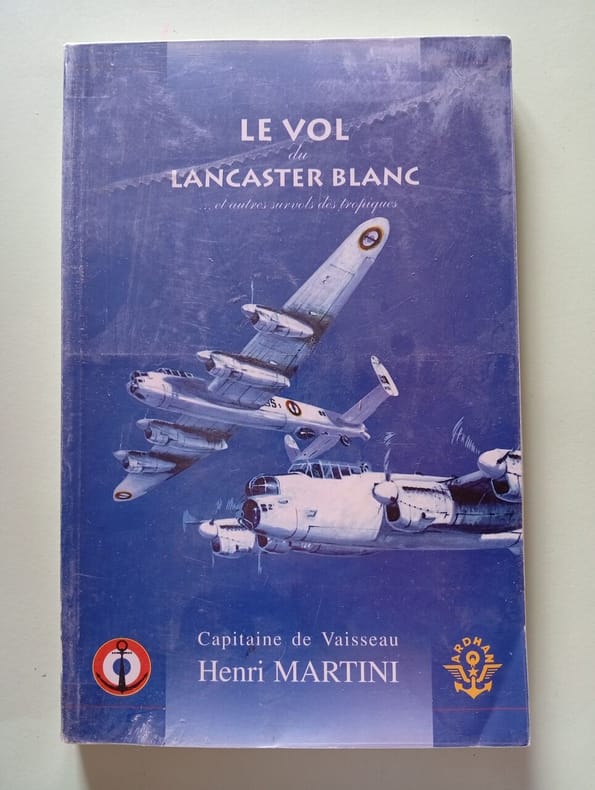 LE VOL
du
LANCASTER BLANC
...et autres survols des tropiques
Capitaine de Vaisseau
Henri MARTINI
ARDHAN